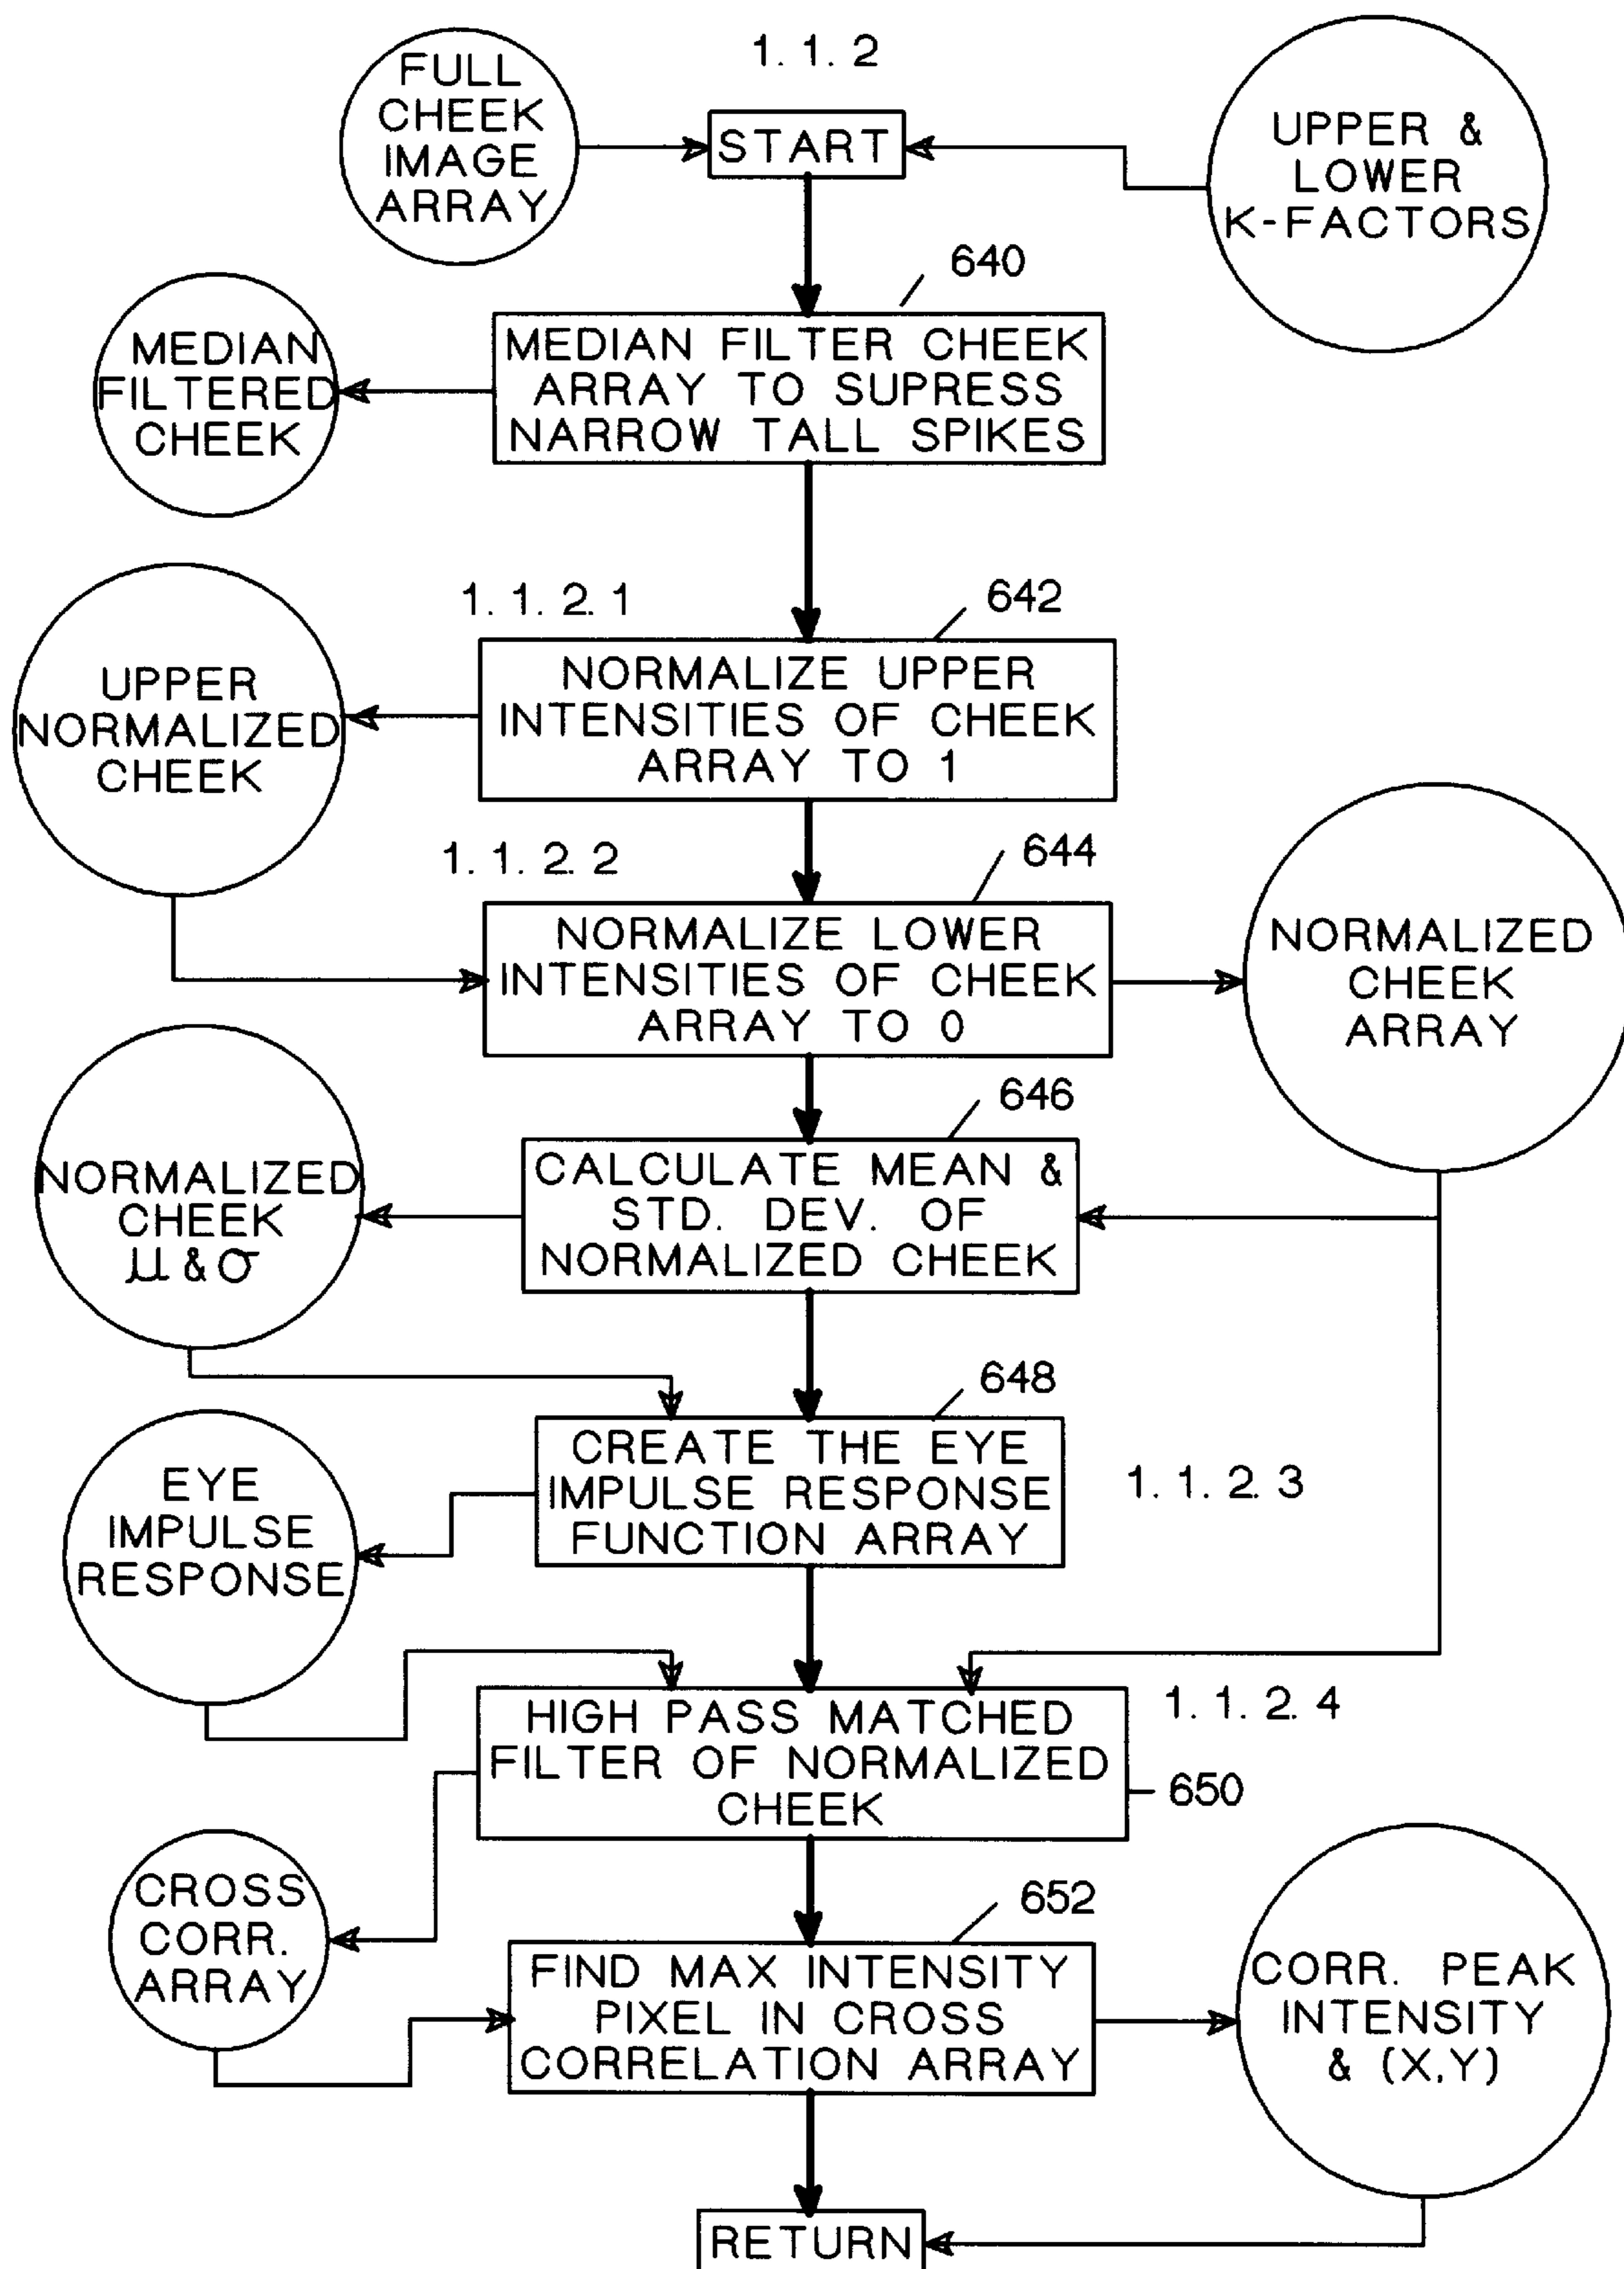 1.1.2
FULL
CHEEK
IMAGE
ARRAY
START
UPPER &
LOWER
K-FACTORS
640
MEDIAN FILTER CHEEK
ARRAY TO SUPRESS
NARROW TALL SPIKES
MEDIAN
FILTERED
CHEEK
1.1.2.1
642
NORMALIZE UPPER
INTENSITIES OF CHEEK
ARRAY TO 1
UPPER
NORMALIZED
CHEEK
1.1.2.2
644
NORMALIZE LOWER
INTENSITIES OF CHEEK
ARRAY TO 0
NORMALIZED
CHEEK
ARRAY
646
CALCULATE MEAN &
STD. DEV. OF
NORMALIZED CHEEK
NORMALIZED
CHEEK
μ & σ
648
CREATE THE EYE
IMPULSE RESPONSE
FUNCTION ARRAY
1.1.2.3
EYE
IMPULSE
RESPONSE
HIGH PASS MATCHED
FILTER OF NORMALIZED
CHEEK
1.1.2.4
650
CROSS
CORR.
ARRAY
652
FIND MAX INTENSITY
PIXEL IN CROSS
CORRELATION ARRAY
CORR. PEAK
INTENSITY
& (X,Y)
RETURN